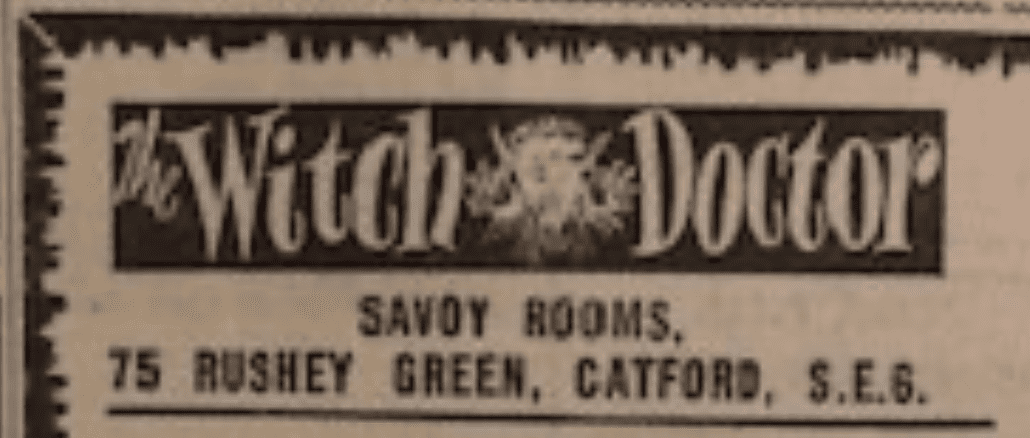 The Witch Doctor
SAVOY ROOMS,
75 RUSHEY GREEN, CATFORD, S.E.6.